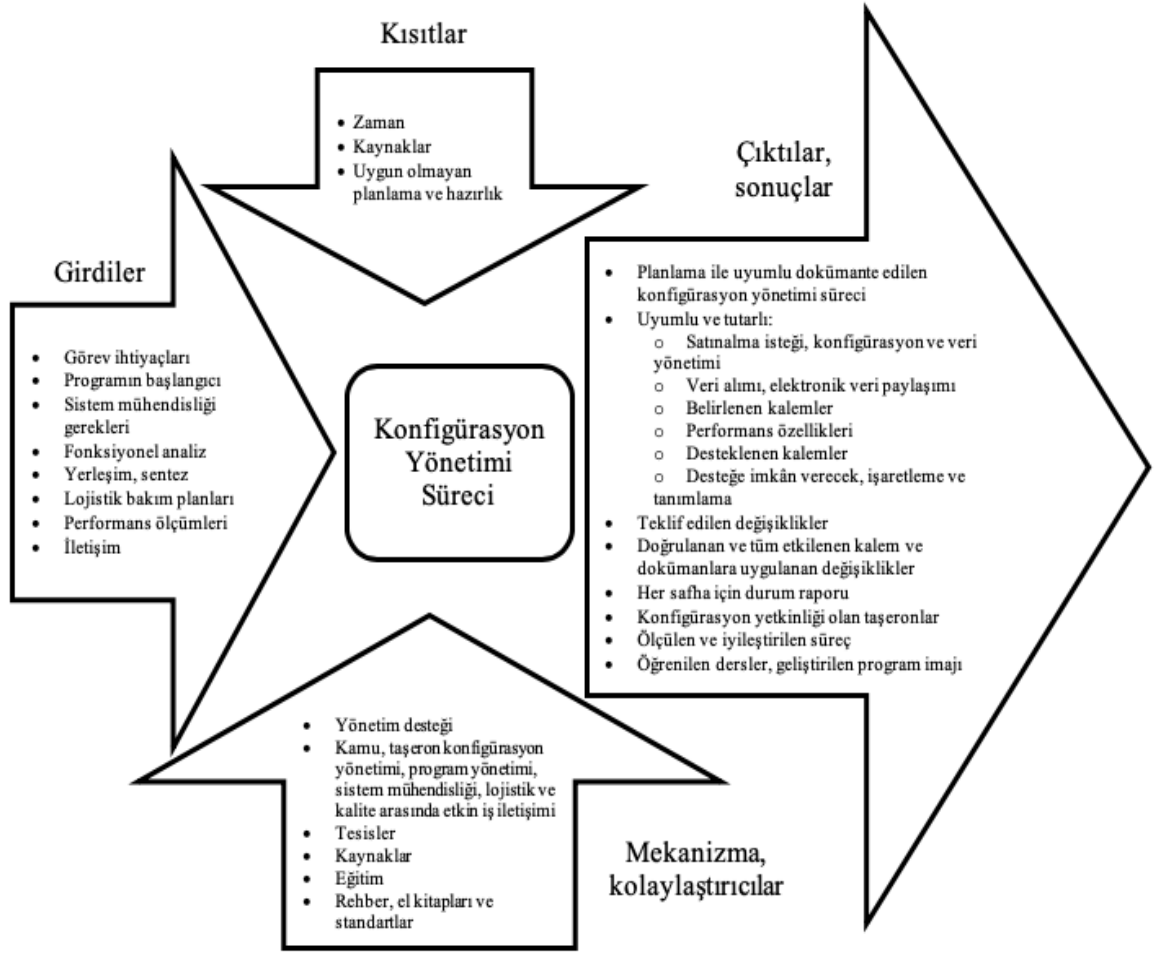 Kısıtlar
• Zaman
• Kaynaklar
• Uygun olmayan
planlama ve hazırlık
Girdiler
• Görev ihtiyaçları
• Programın başlangıcı
• Sistem mühendisliği
gerekleri
• Fonksiyonel analiz
• Yerleşim, sentez
• Lojistik bakım planları
• Performans ölçümleri
• İletişim
Konfigürasyon
Yönetimi
Süreci
Çıktılar,
sonuçlar
• Planlama ile uyumlu dokümante edilen
konfigürasyon yönetimi süreci
• Uyumlu ve tutarlı:
o Satınalma isteği, konfigürasyon ve veri
yönetimi
o Veri alımı, elektronik veri paylaşımı
o Belirlenen kalemler
o Performans özellikleri
o Desteklenen kalemler
o Desteğe imkân verecek, işaretleme ve
tanımlama
• Teklif edilen değişiklikler
• Doğrulanan ve tüm etkilenen kalem ve
dokümanlara uygulanan değişiklikler
• Her safha için durum raporu
• Konfigürasyon yetkinliği olan taşeronlar
• Ölçülen ve iyileştirilen süreç
• Öğrenilen dersler, geliştirilen program imajı
• Yönetim desteği
• Kamu, taşeron konfigürasyon
yönetimi, program yönetimi,
sistem mühendisliği, lojistik ve
kalite arasında etkin iş iletişimi
• Tesisler
• Kaynaklar
• Eğitim
• Rehber, el kitapları ve
standartlar
Mekanizma,
kolaylaştırıcılar